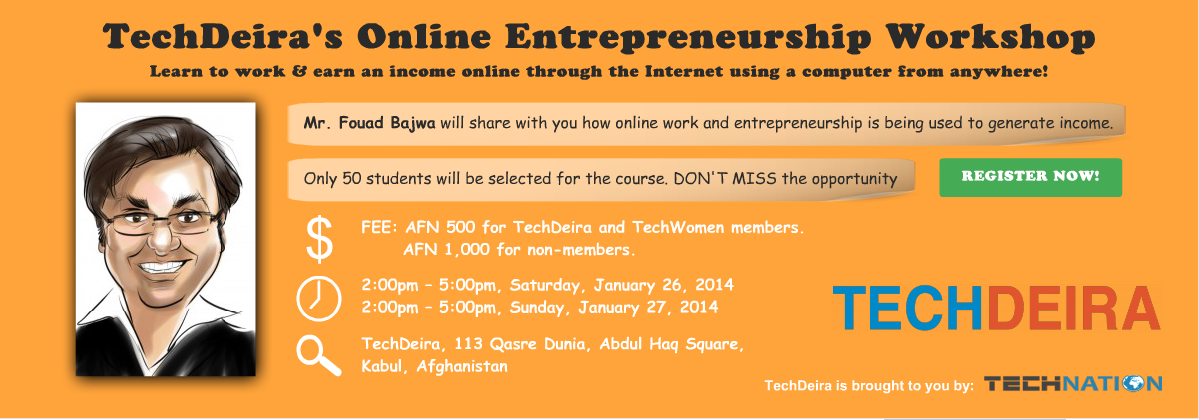 TechDeira's Online Entrepreneurship Workshop
Learn to work & earn an income online through the Internet using a computer from anywhere!
Mr. Fouad Bajwa will share with you how online work and entrepreneurship is being used to generate income.
Only 50 students will be selected for the course. DON'T MISS the opportunity
REGISTER NOW!
$
FEE: AFN 500 for TechDeira and TechWomen members.
AFN 1,000 for non-members.
2:00pm - 5:00pm, Saturday, January 26, 2014
2:00pm - 5:00pm, Sunday, January 27, 2014
TechDeira, 113 Qasre Dunia, Abdul Haq Square,
Kabul, Afghanistan
TECHDEIRA
TechDeira is brought to you by: TECHNATION